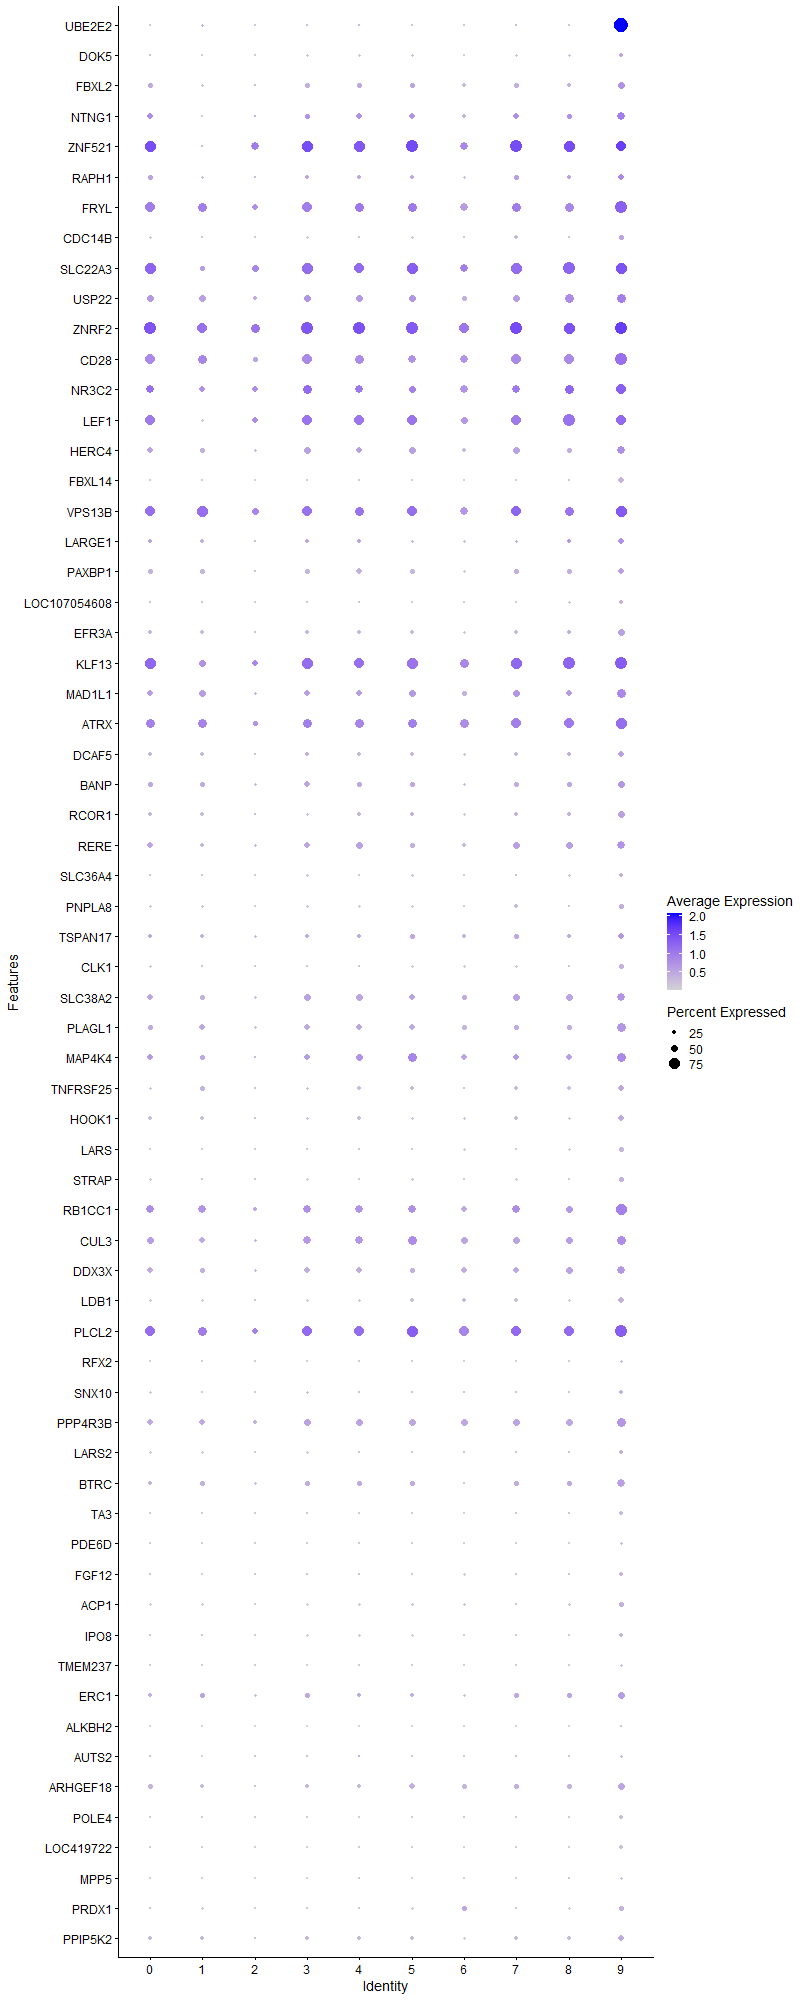 UBE2E2
DOK5
FBXL2
NTNG1
ZNF521
RAPH1
FRYL
CDC14B
SLC22A3
USP22
ZNRF2
CD28
NR3C2
LEF1
HERC4
FBXL14
VPS13B
LARGE1
PAXBP1
LOC107054608
EFR3A
KLF13
MAD1L1
ATRX
DCAF5
BANP
RCOR1
RERE
SLC36A4
PNPLA8
TSPAN17
CLK1
SLC38A2
PLAGL1
MAP4K4
TNFRSF25
HOOK1
LARS
STRAP
RB1CC1
CUL3
DDX3X
LDB1
PLCL2
RFX2
SNX10
PPP4R3B
LARS2
BTRC
TA3
PDE6D
FGF12
ACP1
IPO8
TMEM237
ERC1
ALKBH2
AUTS2
ARHGEF18
POLE4
LOC419722
MPP5
PRDX1
PPIP5K2
Features
0 1 2 3 4 5 6 7 8 9
Identity
Average Expression
2.0
1.5
1.0
0.5
Percent Expressed
25
50
75